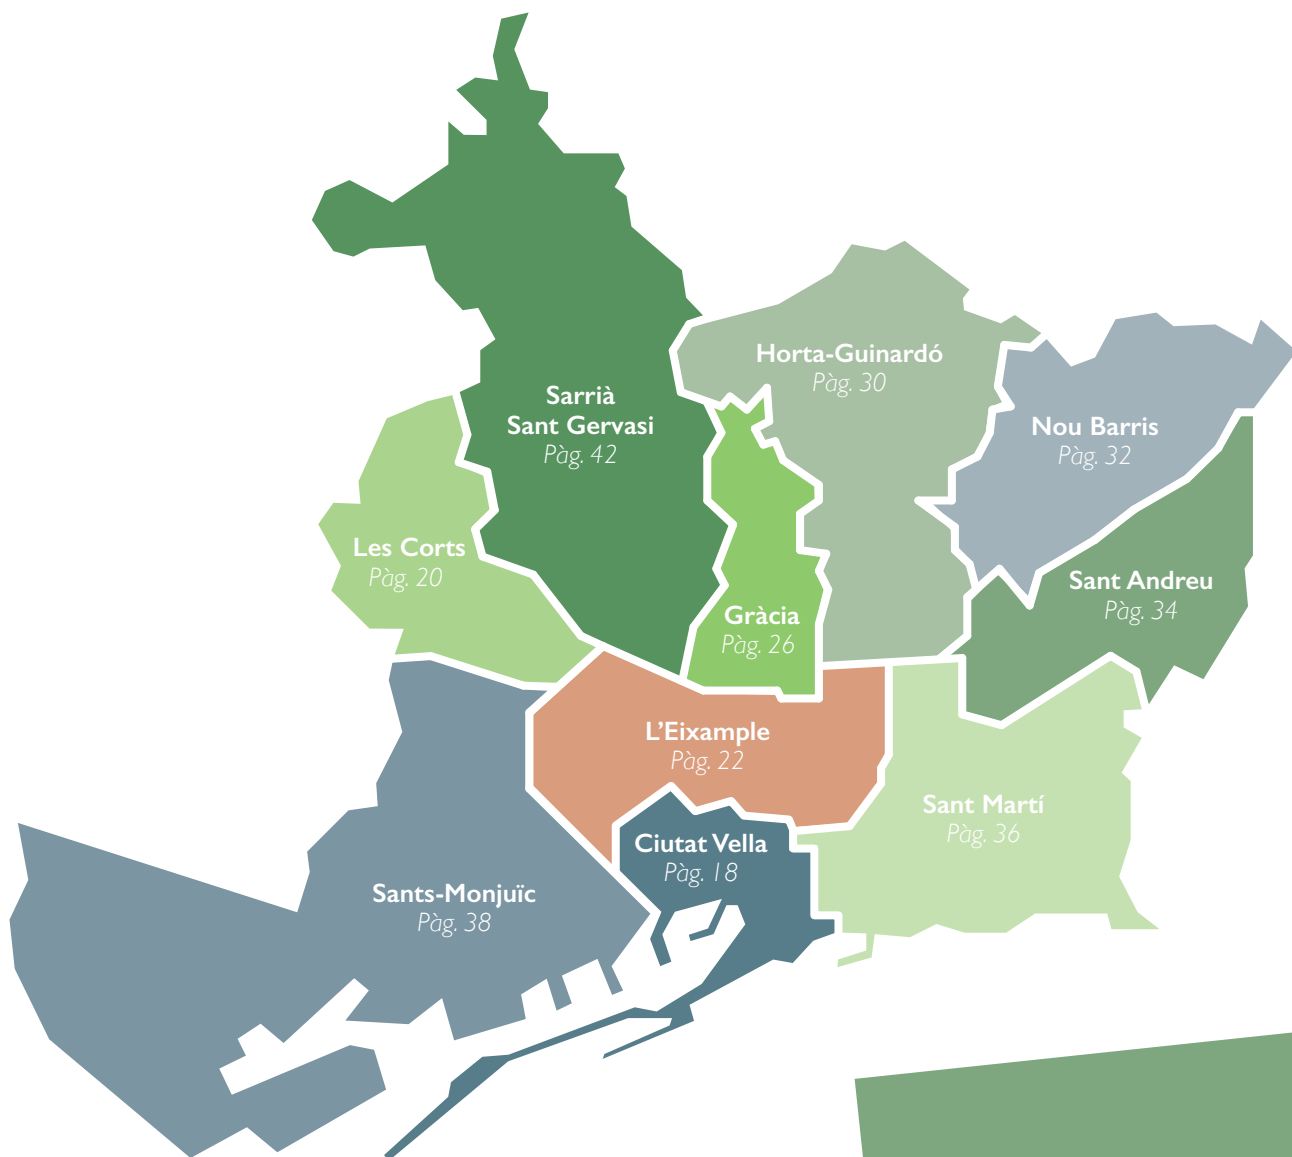 Horta-Guinardó
Pàg. 30
Sarrià
Sant Gervasi
Pàg. 42
Nou Barris
Pàg. 32
Les Corts
Pàg. 20
Sant Andreu
Pàg. 34
Gràcia
Pàg. 26
L’Eixample
Pàg. 22
Sant Martí
Pàg. 36
Ciutat Vella
Pàg. 18
Sants-Monjuïc
Pàg. 38